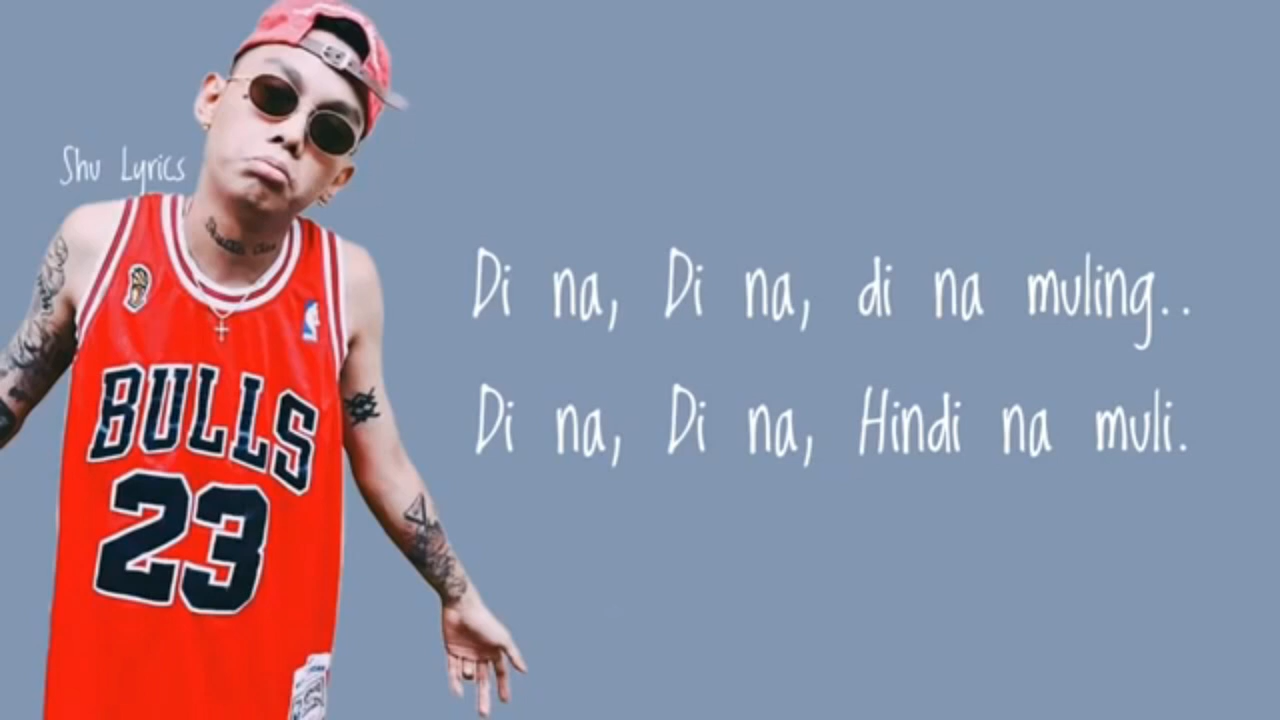 Shu Lyrics
Di na, Di na, di na muling..
Di na, Di na, Hindi na muli.
BULLS
23